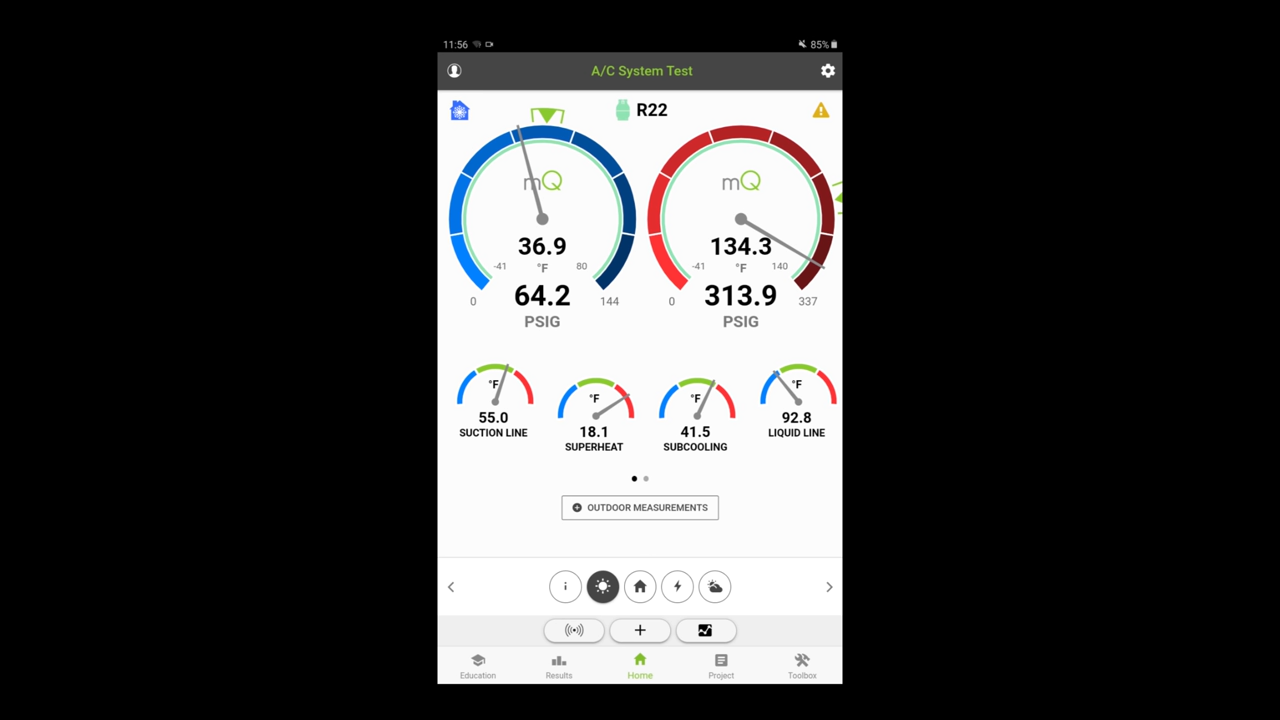 11:56
85%
A/C System Test
R22
mQ
mQ
36.9
134.3
-41 °F 80
-41 °F 140
0 64.2 144
0 313.9 337
PSIG
PSIG
°F
°F
°F
°F
55.0
SUCTION LINE
18.1
SUPERHEAT
41.5
SUBCOOLING
92.8
LIQUID LINE
OUTDOOR MEASUREMENTS
Education
Results
Home
Project
Toolbox